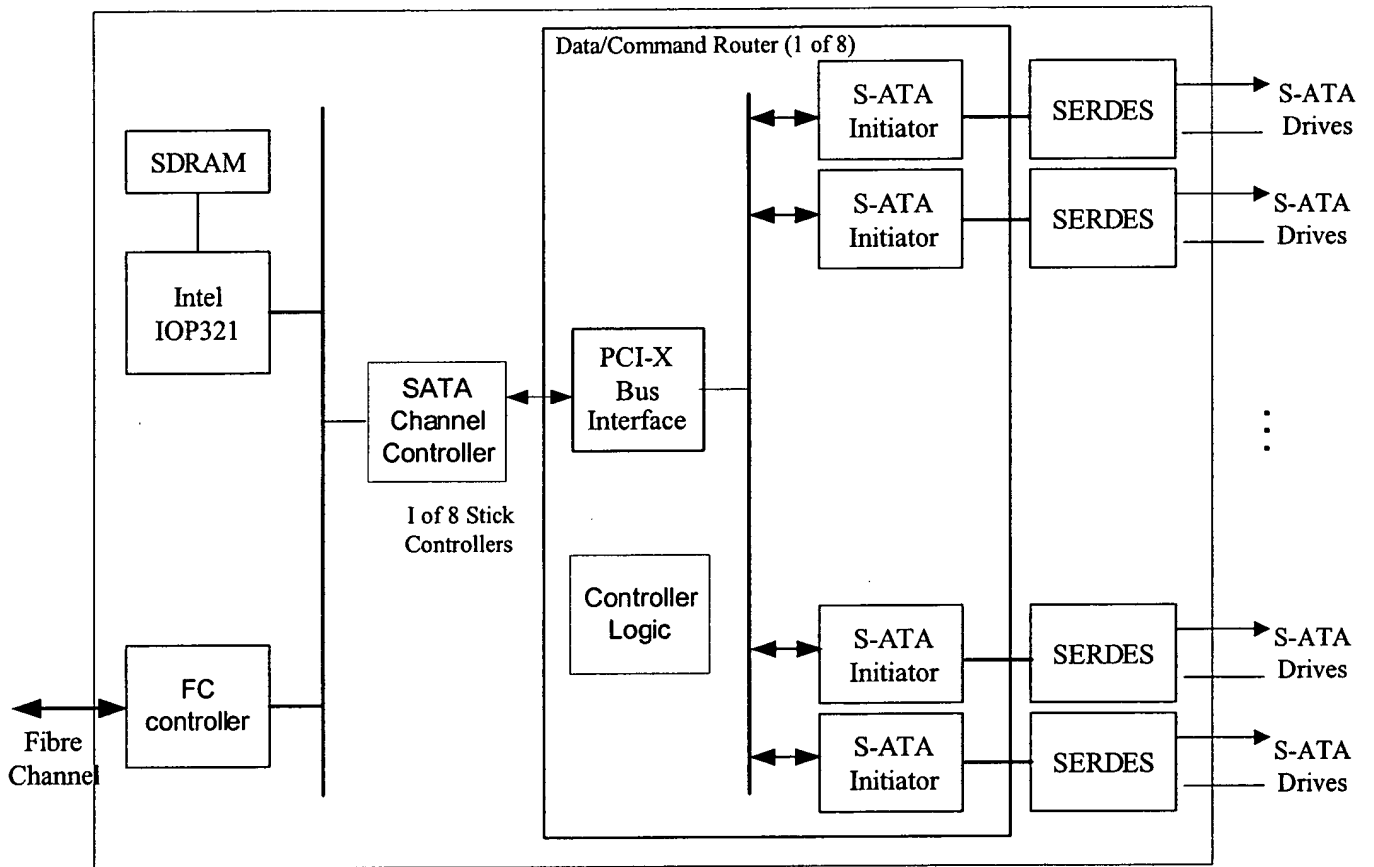 Data/Command Router (1 of 8)
S-ATA
Initiator
SERDES
S-ATA
Drives
SDRAM
S-ATA
Initiator
SERDES
S-ATA
Drives
Intel
IOP321
PCI-X
Bus
Interface
SATA
Channel
Controller
I of 8 Stick
Controllers
Controller
Logic
S-ATA
Initiator
SERDES
S-ATA
Drives
FC
controller
Fibre
Channel
S-ATA
Initiator
SERDES
S-ATA
Drives